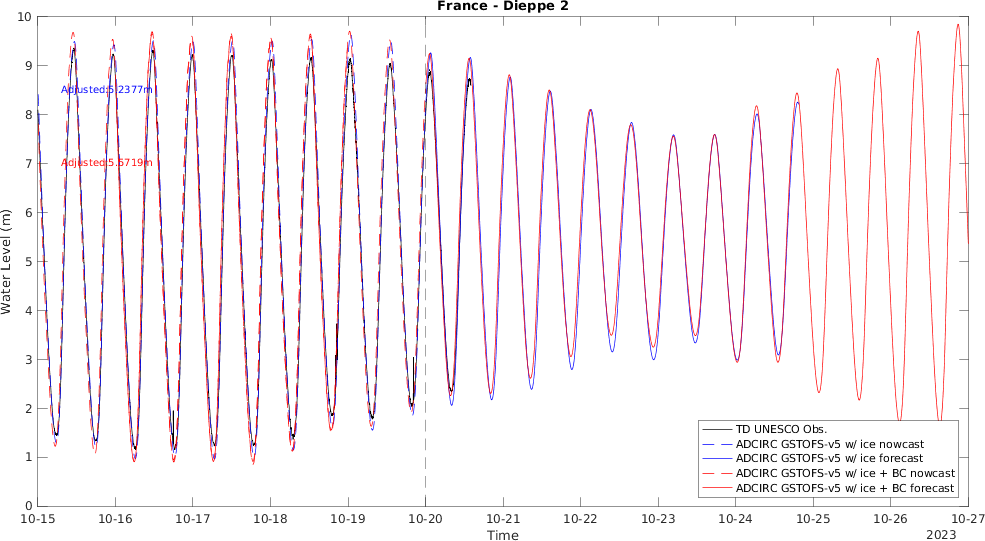 France - Dieppe 2
Water Level (m)
10
9
8
7
6
5
4
3
2
1
0
Adjusted:5.2377m
Adjusted:5.5719m
TD UNESCO Obs.
ADCIRC GSTOFS-v5 w/ ice nowcast
ADCIRC GSTOFS-v5 w/ ice forecast
ADCIRC GSTOFS-v5 w/ ice + BC nowcast
ADCIRC GSTOFS-v5 w/ ice + BC forecast
10-15 10-16 10-17 10-18 10-19 10-20 10-21 10-22 10-23 10-24 10-25 10-26 10-27
Time
2023